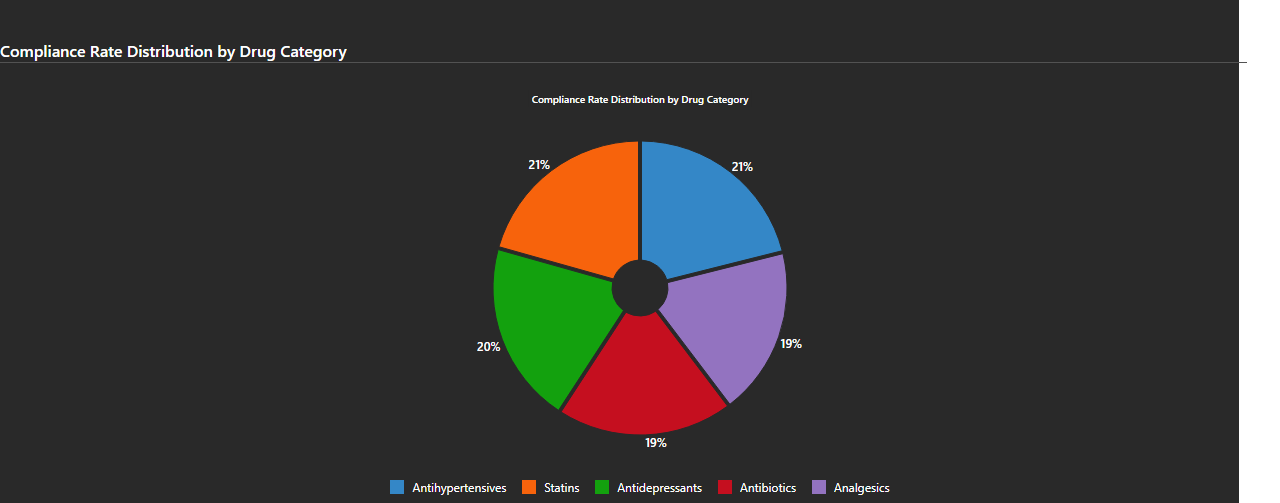 Compliance Rate Distribution by Drug Category
Compliance Rate Distribution by Drug Category
21%
21%
19%
20%
19%
Antihypertensives
Statins
Antidepressants
Antibiotics
Analgesics